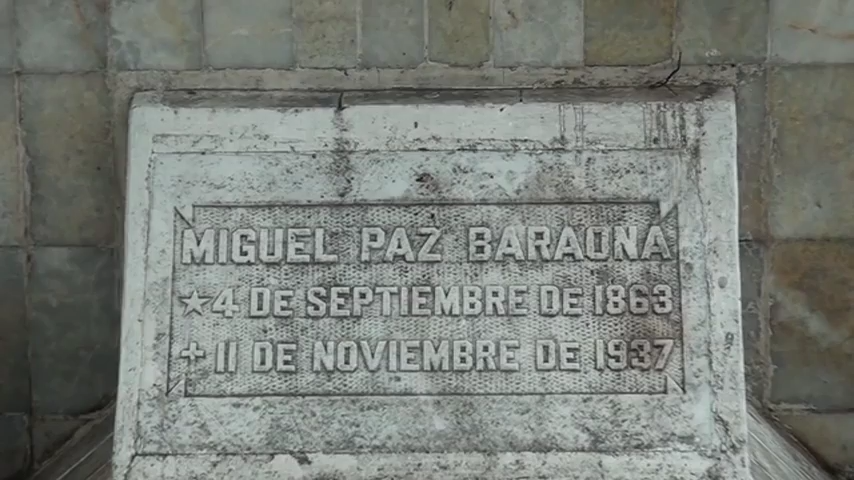 MIGUEL PAZ BARAONA
★4 DE SEPTIEMBRE DE 1863
✝11 DE NOVIEMBRE DE 1937